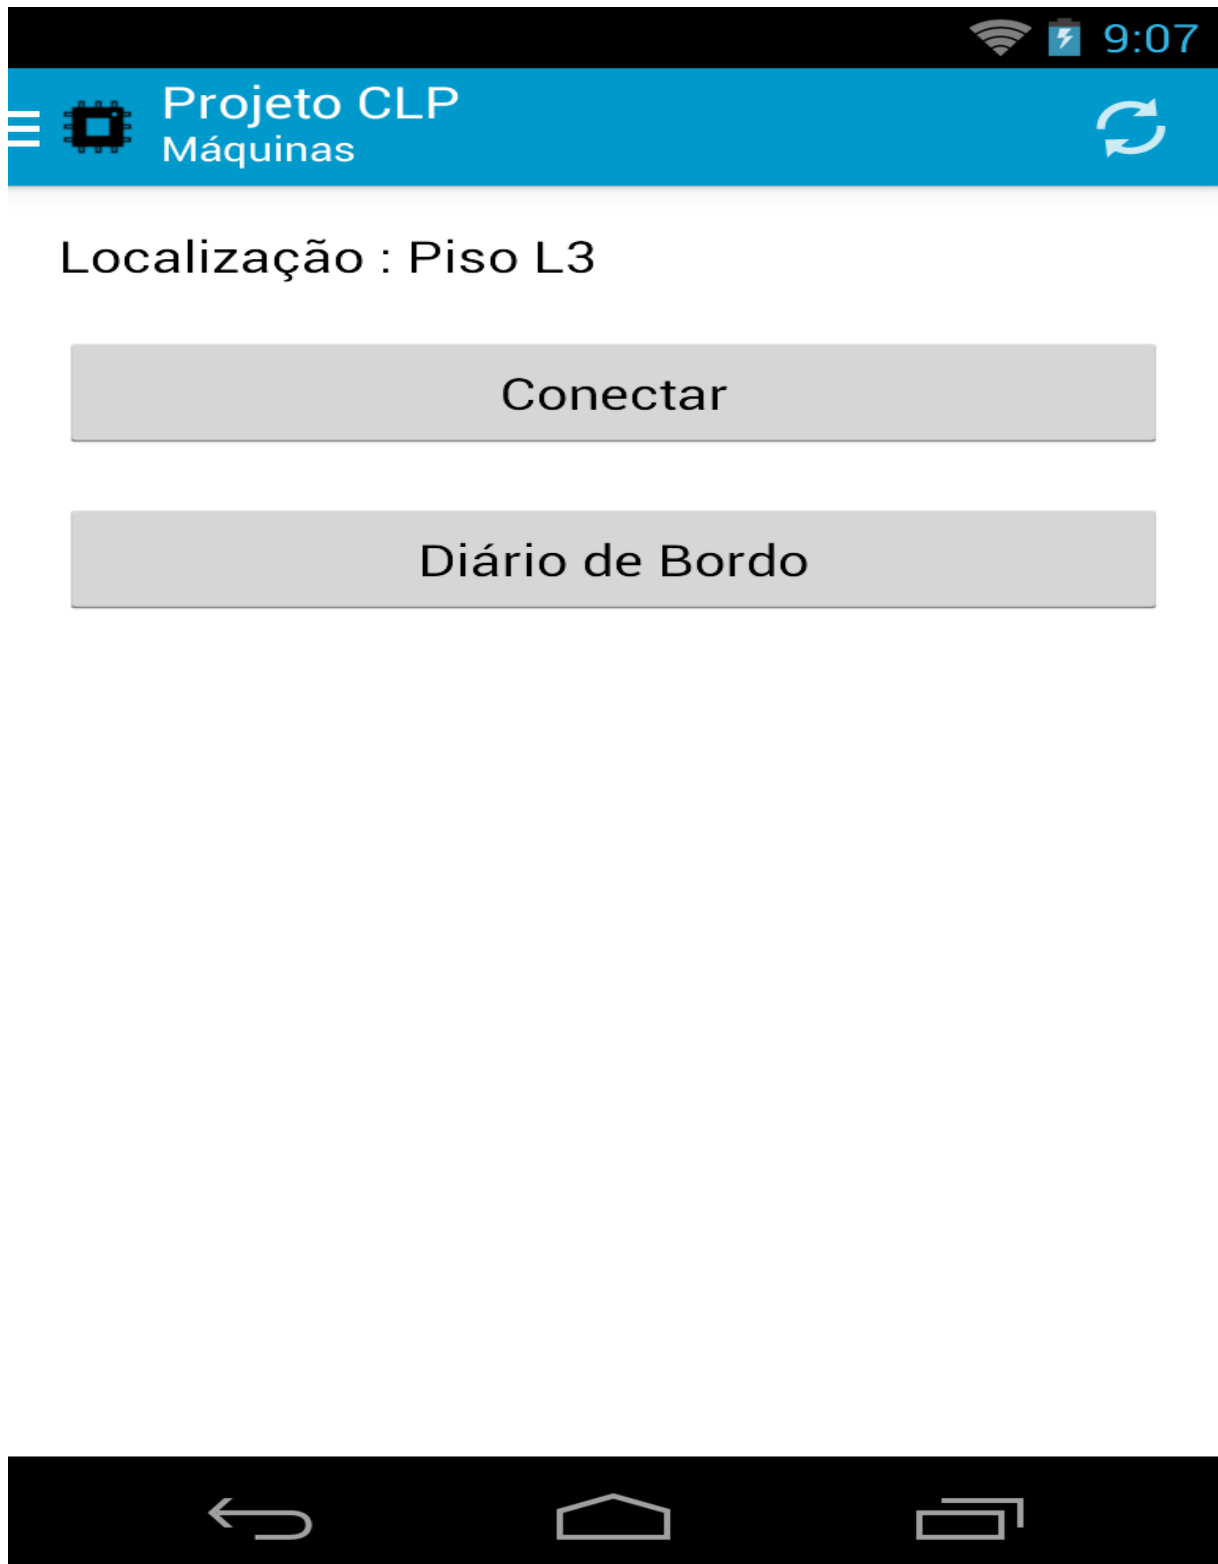 9:07
Projeto CLP
Máquinas
Localização : Piso L3
Conectar
Diário de Bordo